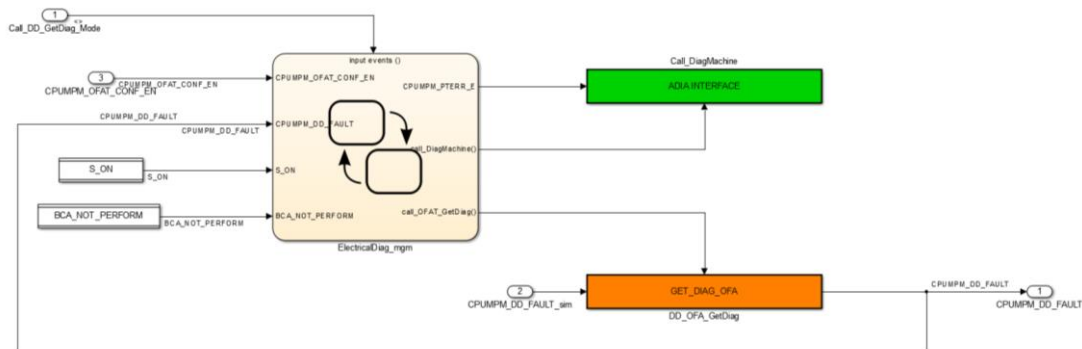 1
Call_DD_GetDiag_Mode
3
CPUMPM_OFAT_CONF_EN
CPUMPM_OFAT_CONF_EN
CPUMPM_DD_FAULT
CPUMPM_DD_FAULT
S_ON
S_ON
BCA_NOT_PERFORM
BCA_NOT_PERFORM
input events ()
CPUMPM_OFAT_CONF_EN
CPUMPM_PTERR_E
CPUMPM_DD_FAULT
call_DiagMachine()
S_ON
call_OFAT_GetDiag()
BCA_NOT_PERFORM
ElectricalDiag_mgm
Call_DiagMachine
ADIA INTERFACE
2
CPUMPM_DD_FAULT_sim
GET_DIAG_OFA
DD_OFA_GetDiag
CPUMPM_DD_FAULT
1
CPUMPM_DD_FAULT